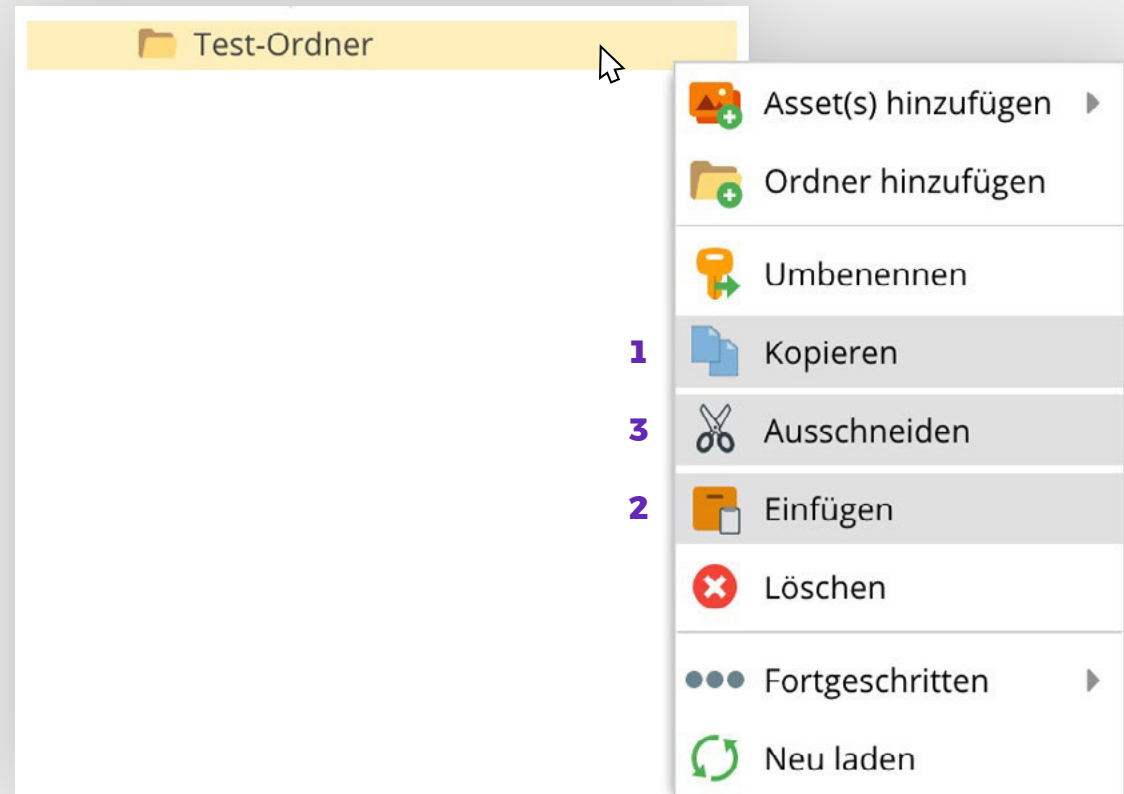 Test-Ordner
Asset(s) hinzufügen
Ordner hinzufügen
Umbenennen
1 Kopieren
3 Ausschneiden
2 Einfügen
Löschen
Fortgeschritten
Neu laden